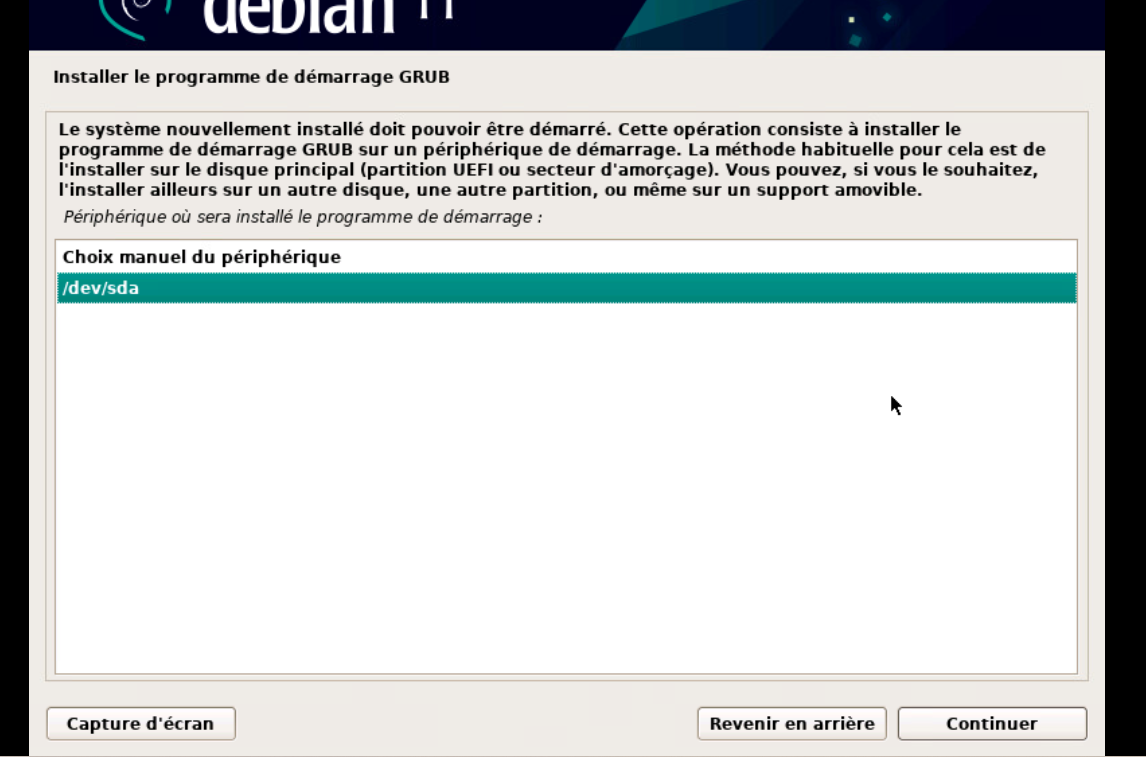 debian 11
Installer le programme de démarrage GRUB
Le système nouvellement installé doit pouvoir être démarré. Cette opération consiste à installer le
programme de démarrage GRUB sur un périphérique de démarrage. La méthode habituelle pour cela est de
l'installer sur le disque principal (partition UEFI ou secteur d'amorçage). Vous pouvez, si vous le souhaitez,
l'installer ailleurs sur un autre disque, une autre partition, ou même sur un support amovible.
Périphérique où sera installé le programme de démarrage :
Choix manuel du périphérique
/dev/sda
Capture d'écran
Revenir en arrière
Continuer